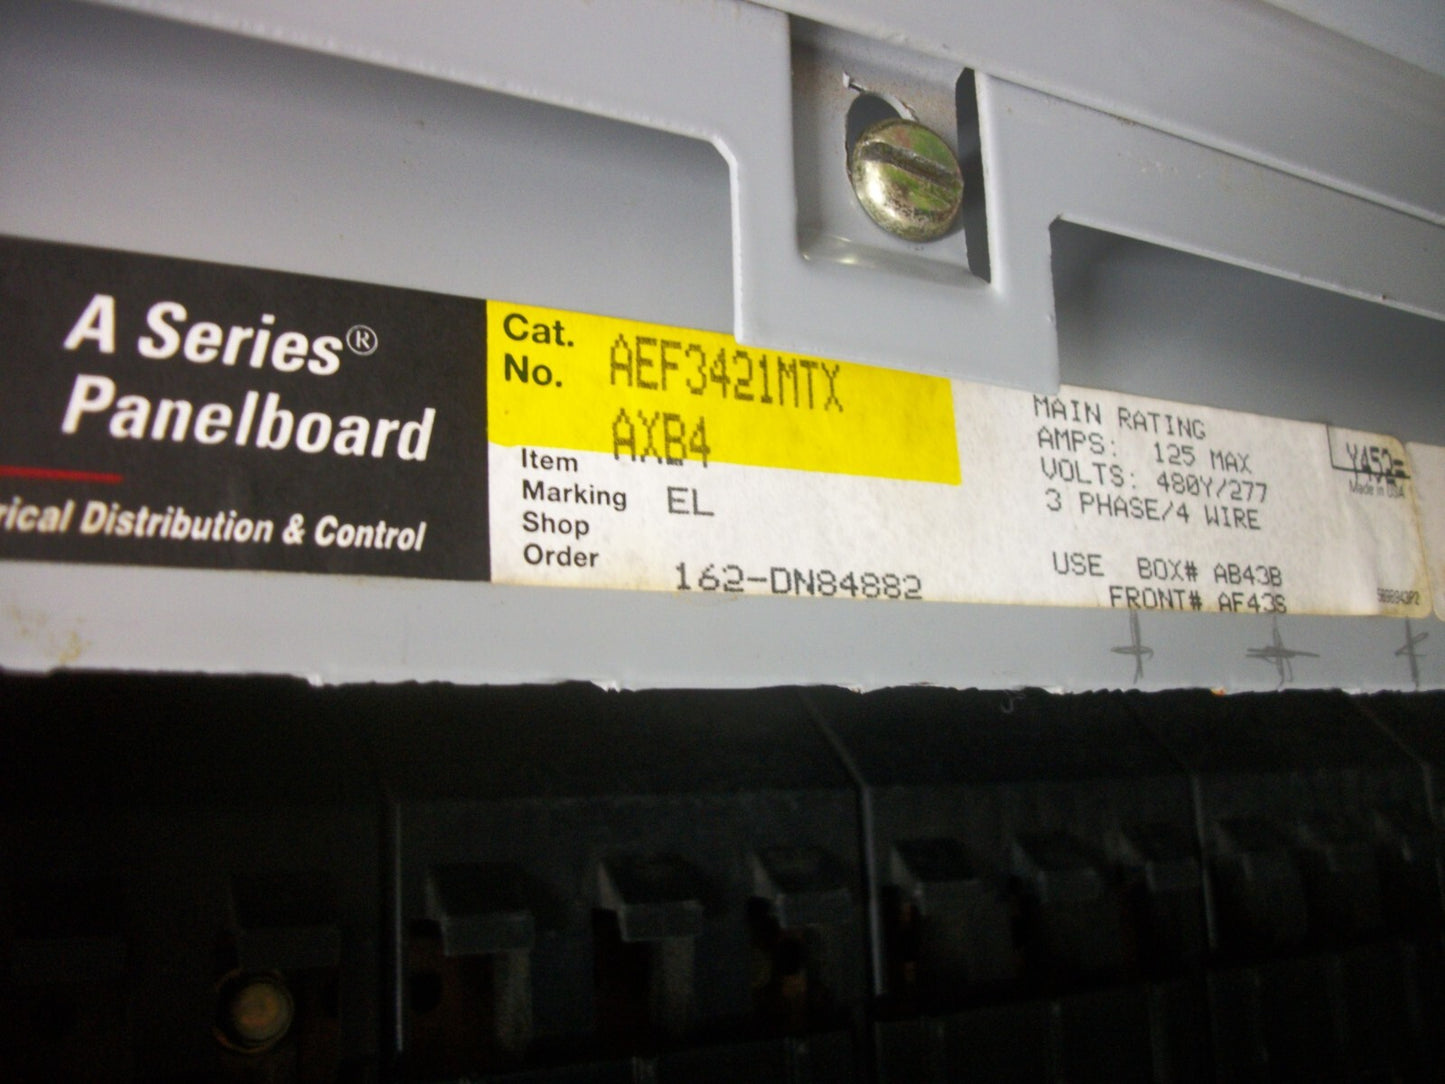 A Series®
Panelboard
rical Distribution & Control
Cat.
No.
AEF3421MTX
AXB4
Item
Marking
EL
Shop
Order
162-DN84882
MAIN RATING
AMPS: 125 MAX
VOLTS: 480Y/277
3 PHASE/4 WIRE
USE BOX# AB43B
FRONT# AF43S
Made in USA